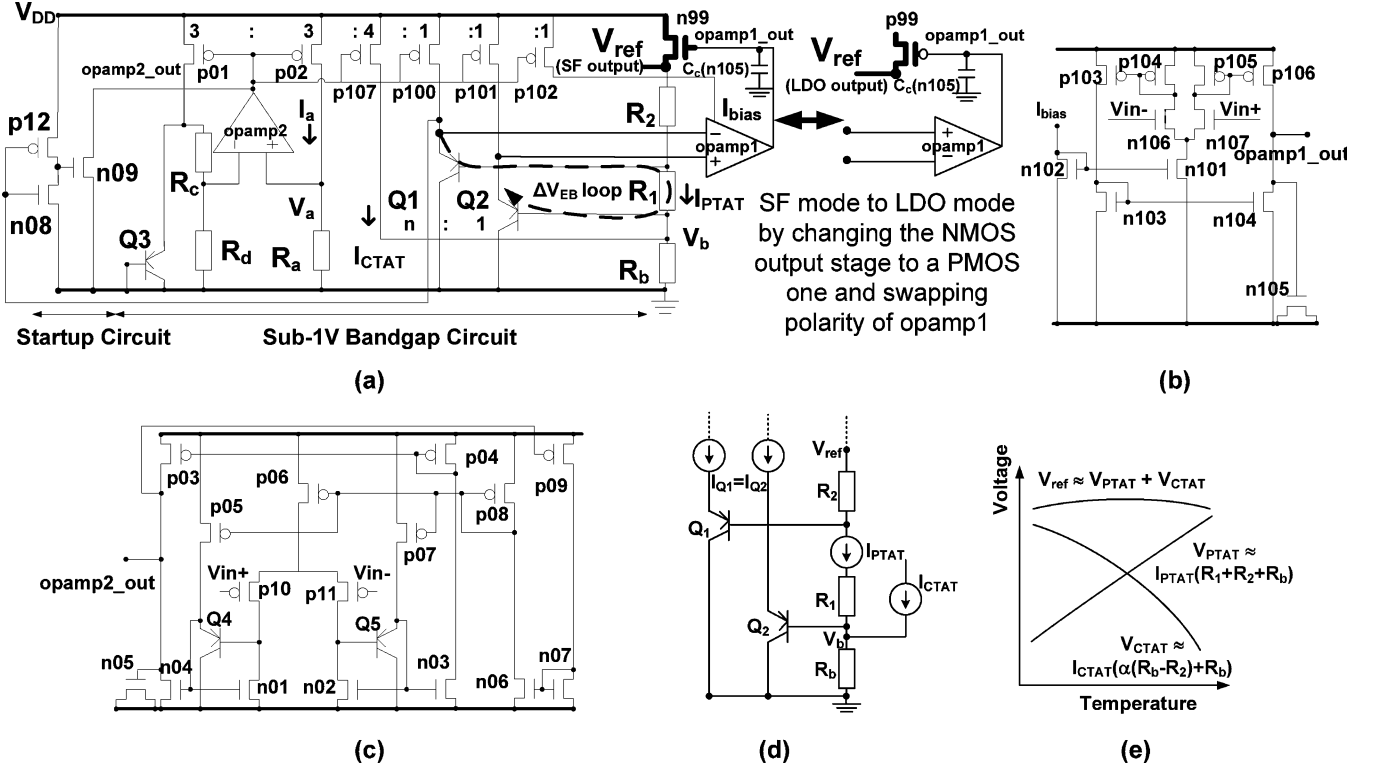 VDD
3 : 3 : 4 : 1 :1 :1
n99
p99
opamp1_out
opamp1_out
Vref
(SF output)
Vref
(LDO output)
Cc(n105)
Cc(n105)
opamp2_out
p01
p02
p107
p100
p101
p102
Ia
opamp2
- +
R2
Ibias
−
opamp1
+
+
opamp1
−
p12
n09
n08
Rc
Va
Q1
n
:
Q2
1
ΔVEB loop
R1
IPTAT
Q3
Rd
Ra
ICTAT
Vb
Rb
SF mode to LDO mode
by changing the NMOS
output stage to a PMOS
one and swapping
polarity of opamp1
Startup Circuit
Sub-1V Bandgap Circuit
(a)
p103
p104
p105
p106
Ibias
Vin-
Vin+
n106
n107
opamp1_out
n102
n101
n103
n104
n105
(b)
p03
p06
p04
p09
p05
p08
p07
opamp2_out
Vin+
p10
p11
Vin-
Q4
Q5
n05
n04
n01
n02
n03
n06
n07
(c)
Vref
IQ1=IQ2
R2
Q1
IPTAT
ICTAT
R1
Q2
Vb
Rb
(d)
Voltage
Vref ≈ VPTAT + VCTAT
VPTAT ≈
IPTAT(R1+R2+Rb)
VCTAT ≈
ICTAT(α(Rb-R2)+Rb)
Temperature
(e)